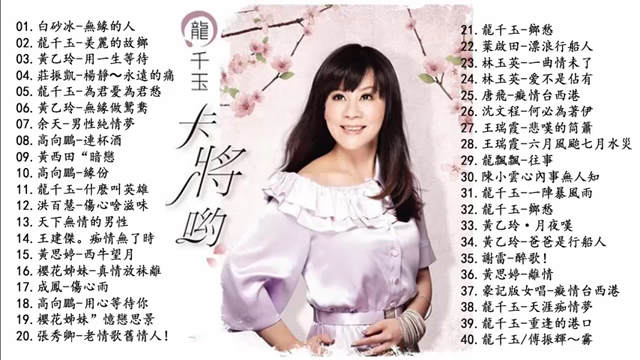 01. 白砂冰-無緣的人
02. 龍千玉-美麗的故鄉
03. 黃乙玲-用一生等待
04. 莊振凱-楊靜～永遠的痛
05. 龍千玉-為君愛為君愁
06. 黃乙玲-無緣做鴛鴦
07. 余天-男性純情夢
08. 高向鵬-連杯酒
09. 黃西田“暗戀
10. 高向鵬-緣份
11. 龍千玉-什麼叫英雄
12. 洪百慧-傷心啥滋味
13. 天下無情的男性
14. 王建傑。痴情無了時
15. 黃思婷-西牛望月
16. 櫻花姊妹-真情放袜離
17. 成鳳-傷心雨
18. 高向鵬-用心等待你
19. 櫻花姊妹”憶戀思景
20. 張秀卿-老情歌舊情人!
龍千玉
卡將喲
21. 龍千玉-鄉愁
22. 葉啟田-漂浪行船人
23. 林玉英-一曲情未了
24. 林玉英-愛不是佔有
25. 唐飛-癡情台西港
26. 沈文程-何必為著伊
27. 王瑞霞-悲嘆的簡蕭
28. 王瑞霞-六月風颱七月水災
29. 龍飄飄-往事
30. 陳小雲心內事無人知
31. 龍千玉-一陣暴風雨
32. 龍千玉-鄉愁
33. 黃乙玲·月夜嘆
34. 黃乙玲-爸爸是行船人
35. 謝雷-醉歌!
36. 黃思婷-離情
37. 豪記版女唱-癡情台西港
38. 龍千玉-天涯痴情夢
39. 龍千玉-重逢的港口
40. 龍千玉/傅振輝～霧